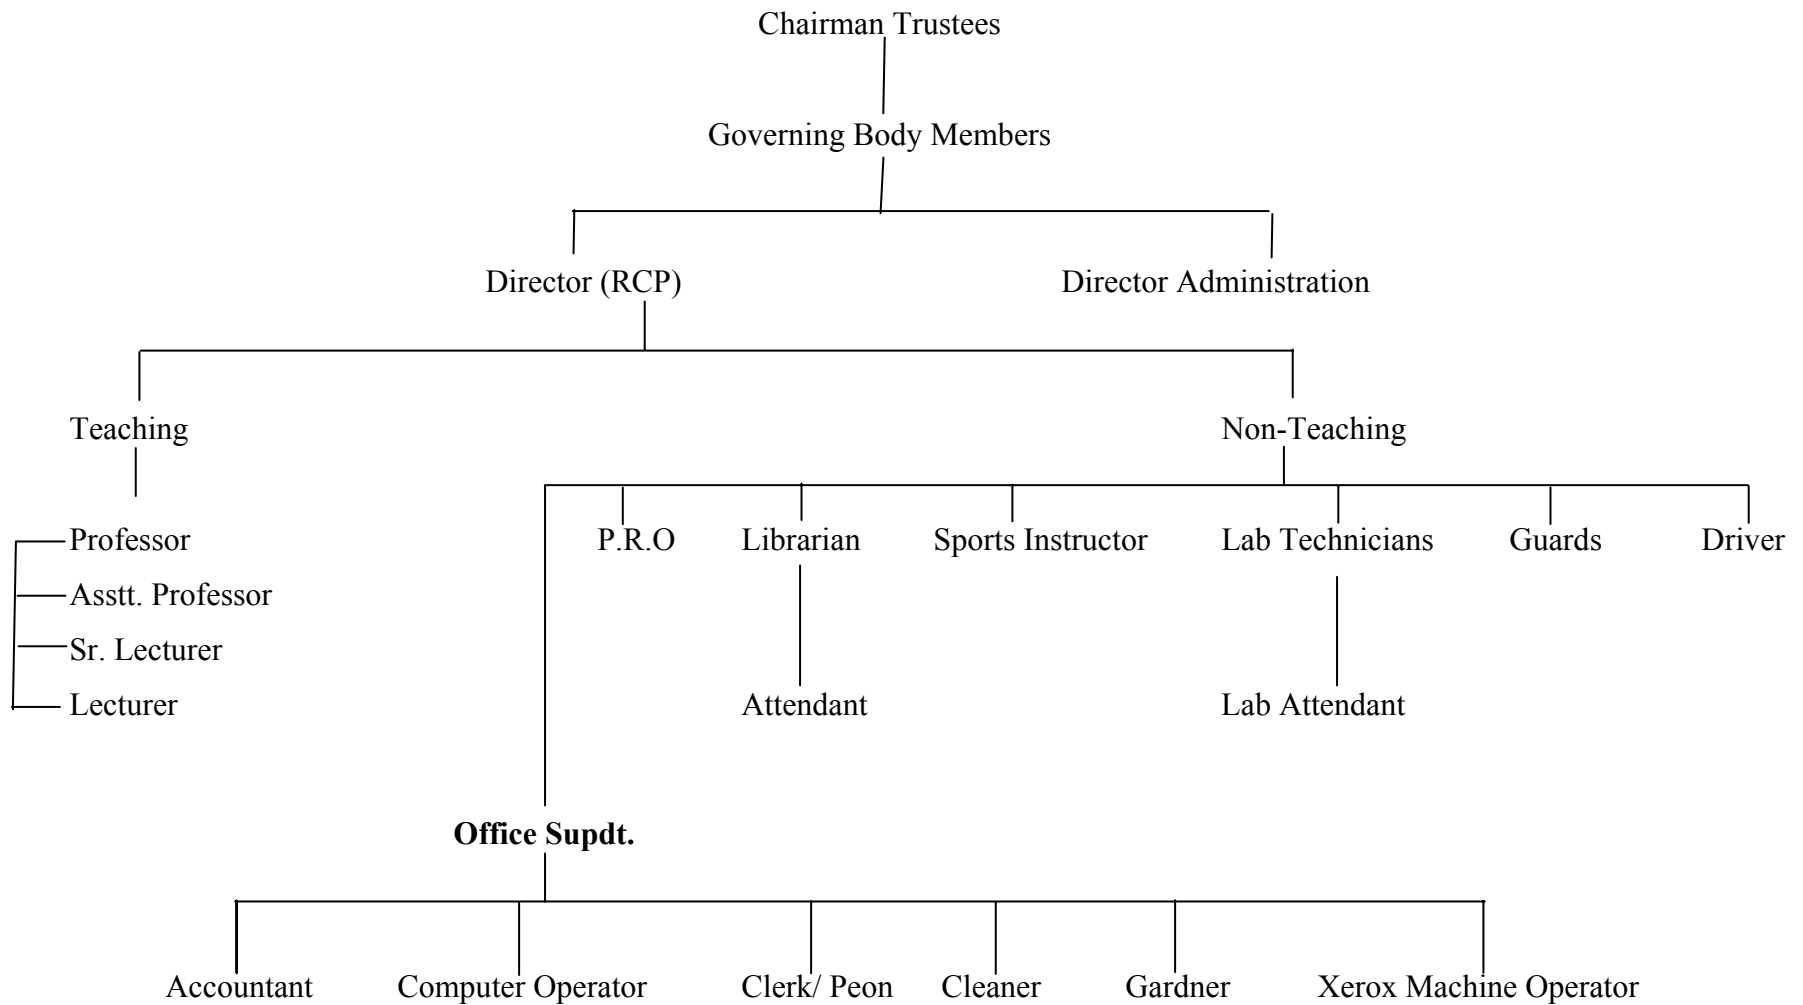 Chairman Trustees
Governing Body Members
Director (RCP) Director Administration
Teaching Non-Teaching
Professor P.R.O Librarian Sports Instructor Lab Technicians Guards Driver
Asstt. Professor
Sr. Lecturer
Lecturer Attendant Lab Attendant
Office Supdt.
Accountant Computer Operator Clerk/ Peon Cleaner Gardner Xerox Machine Operator